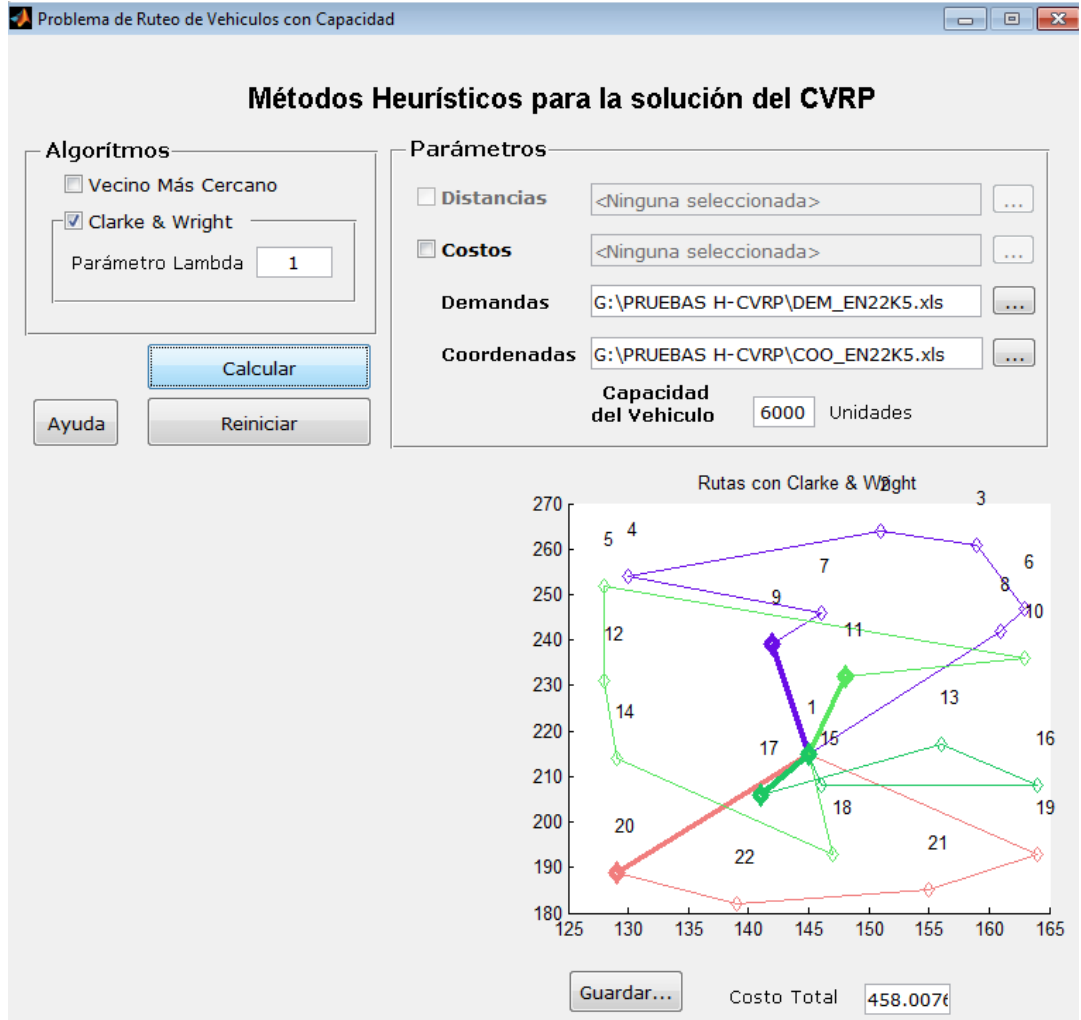 Problema de Ruteo de Vehiculos con Capacidad
Métodos Heurísticos para la solución del CVRP
Algorítmos
Vecino Más Cercano
Clarke & Wright
Parámetro Lambda 1
Calcular
Ayuda
Reiniciar
Parámetros
Distancias <Ninguna seleccionada> ...
Costos <Ninguna seleccionada> ...
Demandas G:\PRUEBAS H-CVRP\DEM_EN22K5.xls ...
Coordenadas G:\PRUEBAS H-CVRP\COO_EN22K5.xls ...
Capacidad
del Vehiculo 6000 Unidades
Rutas con Clarke & Wright
2
3
270
4
5
260
6
7
8
250
9
10
240
11
12
230
13
14
1
220
15
16
17
210
18
19
200
20
21
22
190
180
125 130 135 140 145 150 155 160 165
Guardar...
Costo Total 458.0076